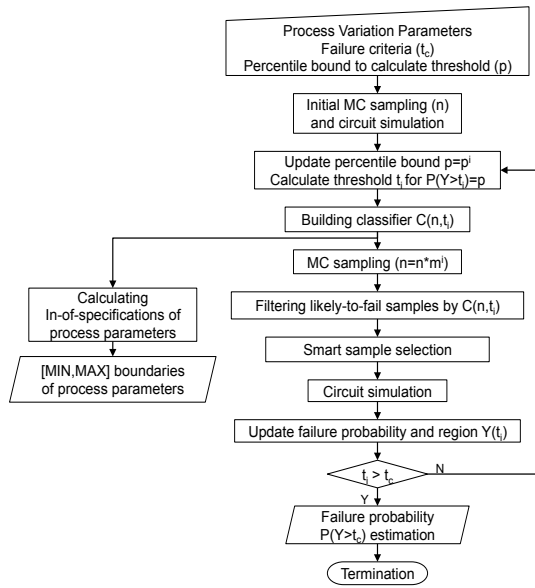 Process Variation Parameters
Failure criteria (tc)
Percentile bound to calculate threshold (p)
Initial MC sampling (n)
and circuit simulation
Update percentile bound p=pi
Calculate threshold ti for P(Y>ti)=p
Building classifier C(n,ti)
MC sampling (n=n*mi)
Calculating
In-of-specifications of
process parameters
Filtering likely-to-fail samples by C(n,ti)
[MIN,MAX] boundaries
of process parameters
Smart sample selection
Circuit simulation
Update failure probability and region Y(ti)
ti > tc
N
Y
Failure probability
P(Y>tc) estimation
Termination